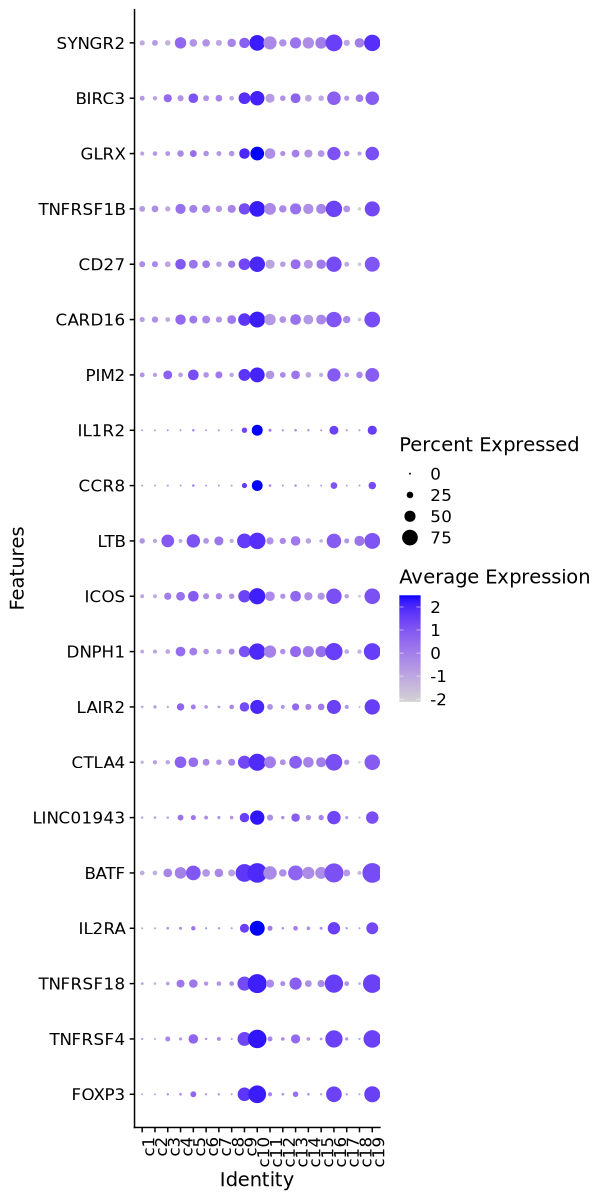 SYNGR2
BIRC3
GLRX
TNFRSF1B
CD27
CARD16
PIM2
IL1R2
CCR8
LTB
ICOS
DNPH1
LAIR2
CTLA4
LINC01943
BATF
IL2RA
TNFRSF18
TNFRSF4
FOXP3
Features
c1 c2 c3 c4 c5 c6 c7 c8 c9 c10 c11 c12 c13 c14 c15 c16 c17 c18 c19
Identity
Percent Expressed
0
25
50
75
Average Expression
2
1
0
-1
-2